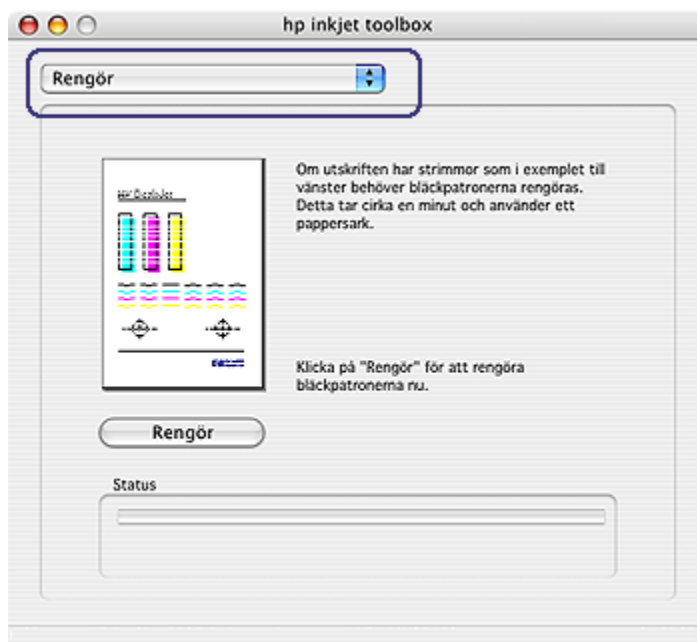 hp inkjet toolbox
Rengör
Om utskriften har strimmor som i exemplet till
vänster behöver bläckpatronerna rengöras.
Detta tar cirka en minut och använder ett
pappersark.
Klicka på "Rengör" för att rengöra
bläckpatronerna nu.
Rengör
Status